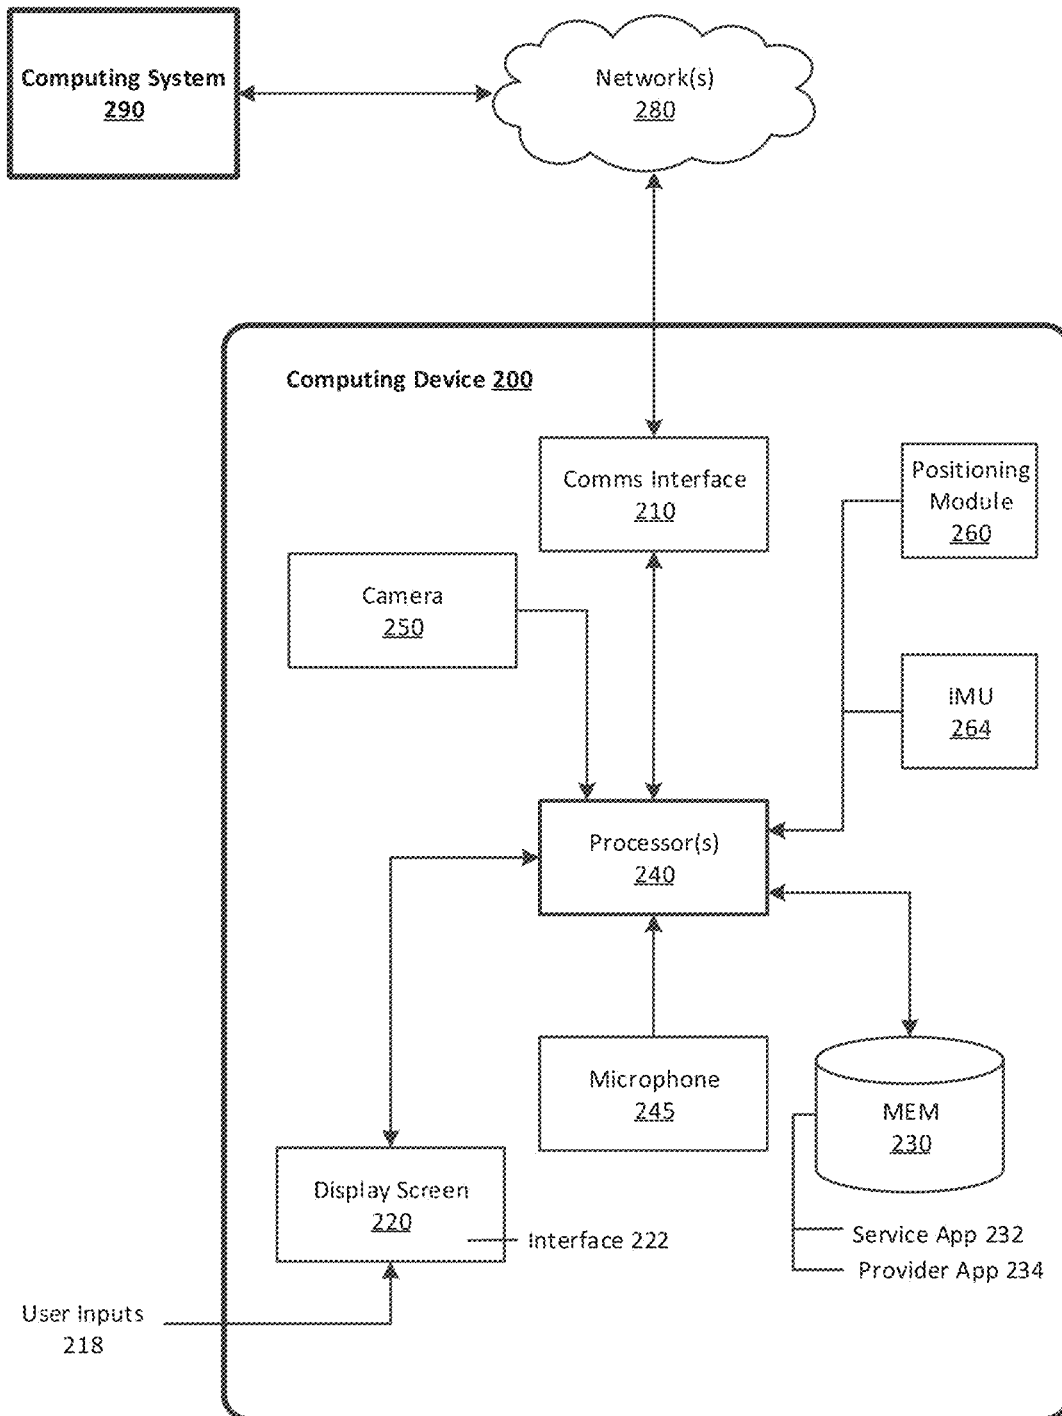 Computing System
290
Network(s)
280
Computing Device 200
Comms Interface
210
Positioning
Module
260
Camera
250
IMU
264
Processor(s)
240
Microphone
245
MEM
230
Display Screen
220
Interface 222
Service App 232
Provider App 234
User Inputs
218